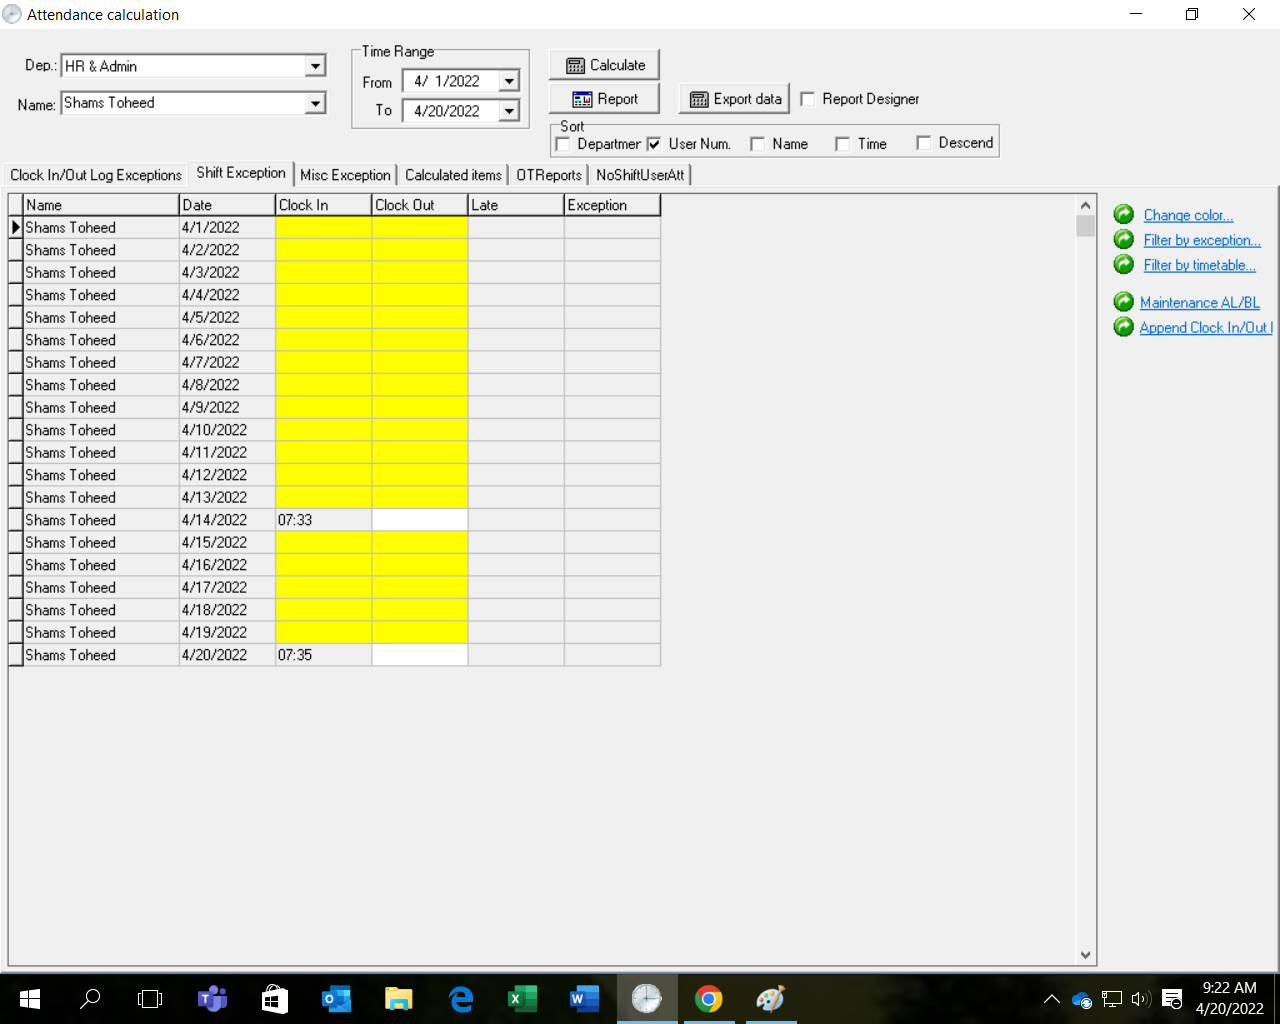 Attendance calculation
Dep.: HR & Admin
Name: Shams Toheed
Time Range
From 4/ 1/2022
To 4/20/2022
Calculate
Report
Export data
Report Designer
Sort
Departmer User Num. Name Time Descend
Clock In/Out Log Exceptions Shift Exception Misc Exception Calculated items OTReports NoShiftUserAtt
Name Date Clock In Clock Out Late Exception
Shams Toheed 4/1/2022
Shams Toheed 4/2/2022
Shams Toheed 4/3/2022
Shams Toheed 4/4/2022
Shams Toheed 4/5/2022
Shams Toheed 4/6/2022
Shams Toheed 4/7/2022
Shams Toheed 4/8/2022
Shams Toheed 4/9/2022
Shams Toheed 4/10/2022
Shams Toheed 4/11/2022
Shams Toheed 4/12/2022
Shams Toheed 4/13/2022
Shams Toheed 4/14/2022 07:33
Shams Toheed 4/15/2022
Shams Toheed 4/16/2022
Shams Toheed 4/17/2022
Shams Toheed 4/18/2022
Shams Toheed 4/19/2022
Shams Toheed 4/20/2022 07:35
Change color...
Filter by exception...
Filter by timetable...
Maintenance AL/BL
Append Clock In/Out l
9:22 AM
4/20/2022